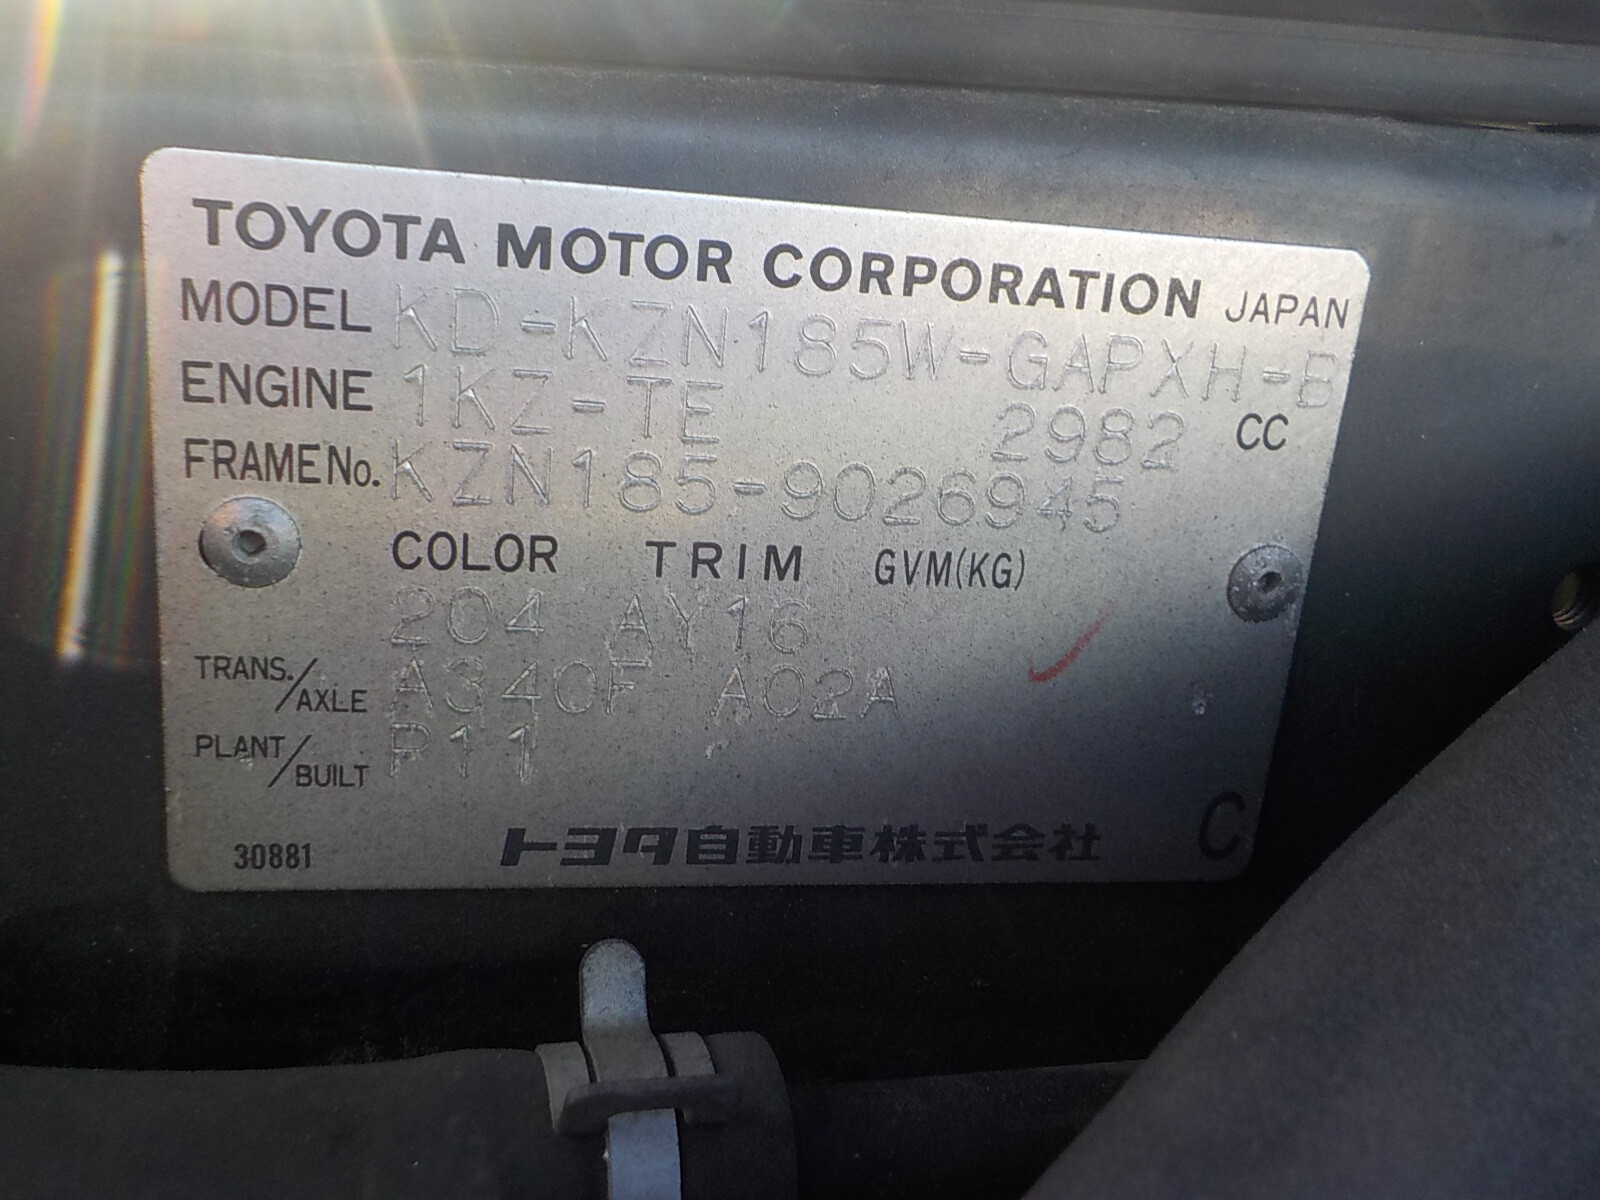 TOYOTA MOTOR CORPORATION JAPAN
MODEL KD-KZN185W-GAPXH-B
ENGINE 1KZ-TE 2982 CC
FRAME No. KZN185-9026945
COLOR TRIM GVM(KG)
204 AY16
TRANS./AXLE A340F A02A
PLANT/BUILT P11
30881 トヨタ自動車株式会社 C